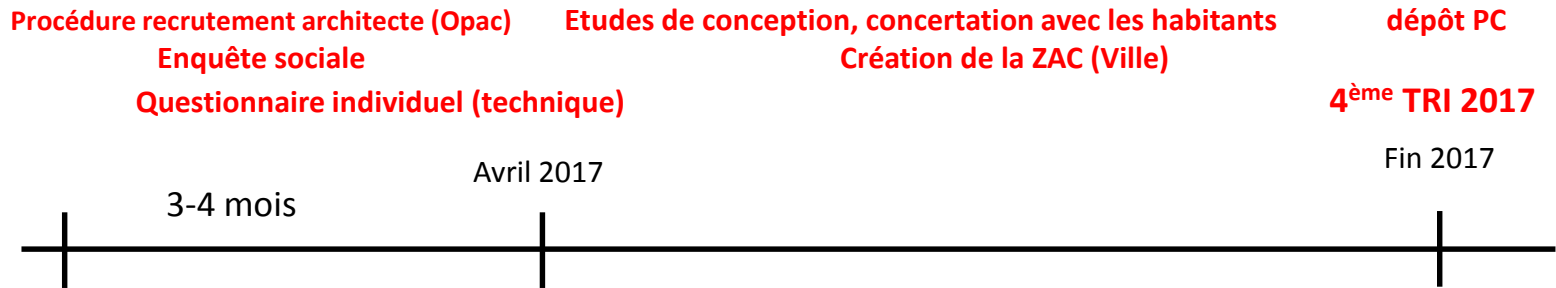 Procédure recrutement architecte (Opac)
Enquête sociale
Questionnaire individuel (technique)
Etudes de conception, concertation avec les habitants
Création de la ZAC (Ville)
dépôt PC
4ème TRI 2017
3-4 mois
Avril 2017
Fin 2017